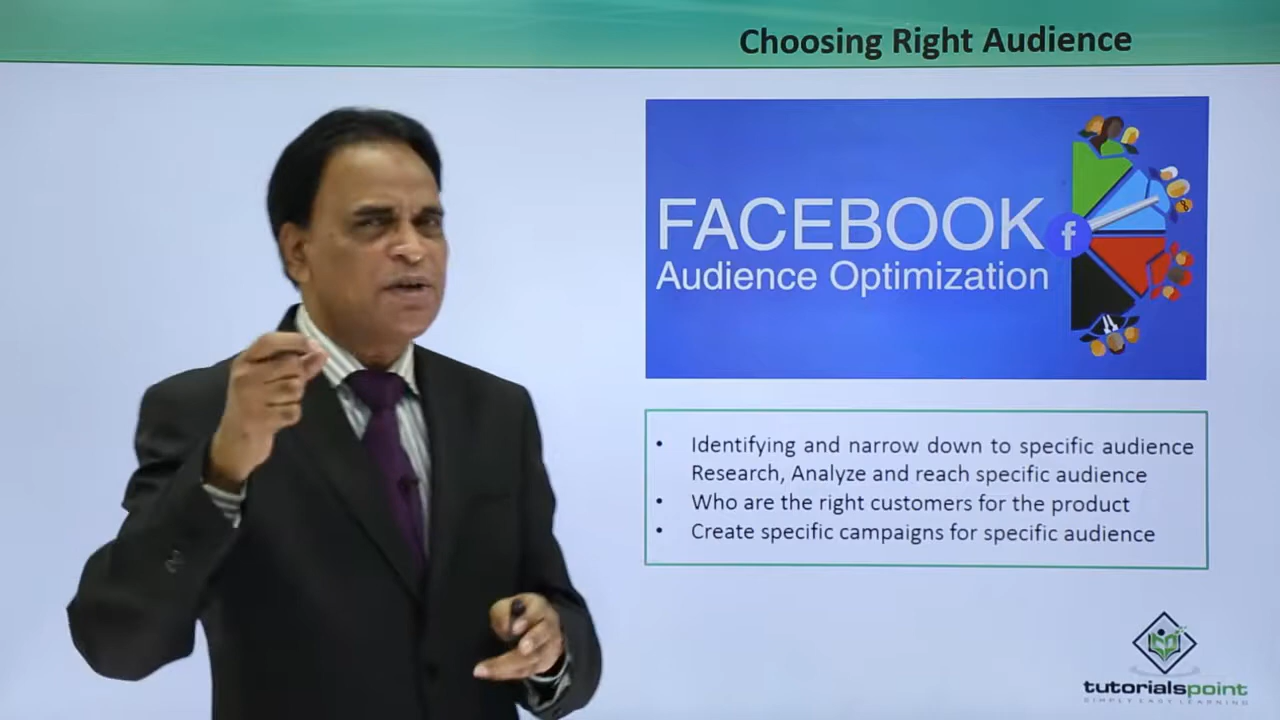 Choosing Right Audience
FACEBOOK
f
Audience Optimization
• Identifying and narrow down to specific audience
Research, Analyze and reach specific audience
• Who are the right customers for the product
• Create specific campaigns for specific audience
tutorialspoint
SIMPLY EASY LEARNING